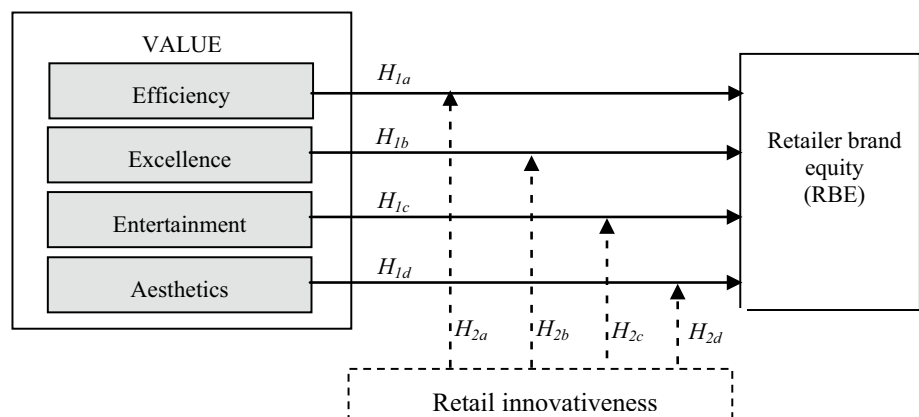 VALUE
Efficiency
Excellence
Entertainment
Aesthetics
H1a
H1b
H1c
H1d
Retailer brand
equity
(RBE)
H2a
H2b
H2c
H2d
Retail innovativeness